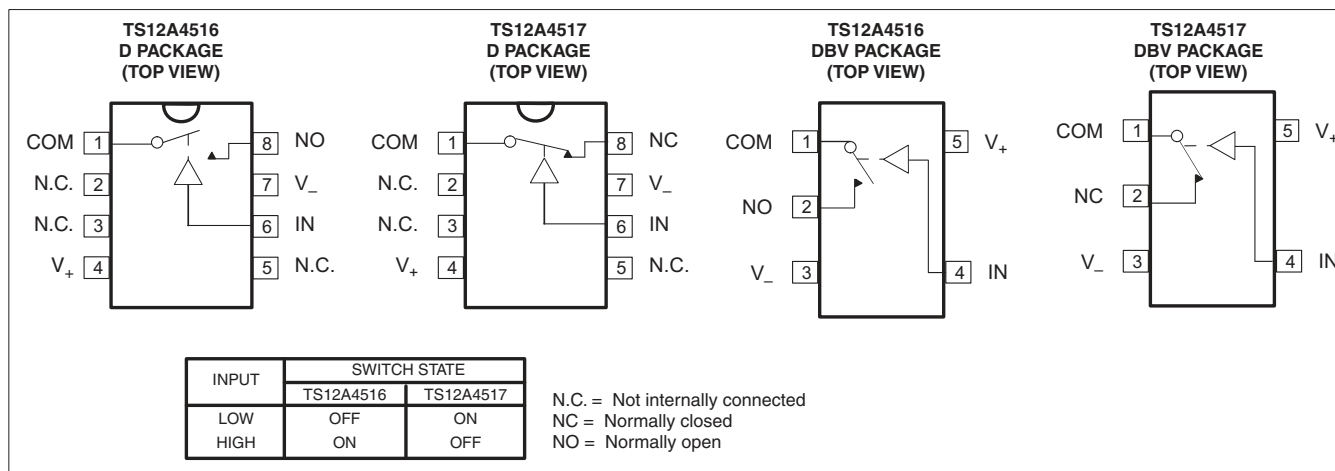 TS12A4516
D PACKAGE
(TOP VIEW)
COM 1
N.C. 2
N.C. 3
V+ 4
8 NO
7 V_
6 IN
5 N.C.
TS12A4517
D PACKAGE
(TOP VIEW)
COM 1
N.C. 2
N.C. 3
V+ 4
8 NC
7 V_
6 IN
5 N.C.
TS12A4516
DBV PACKAGE
(TOP VIEW)
COM 1
NO 2
V_ 3
5 V+
4 IN
TS12A4517
DBV PACKAGE
(TOP VIEW)
COM 1
NC 2
V_ 3
5 V+
4 IN
INPUT SWITCH STATE
TS12A4516 TS12A4517
LOW OFF ON
HIGH ON OFF
N.C. = Not internally connected
NC = Normally closed
NO = Normally open